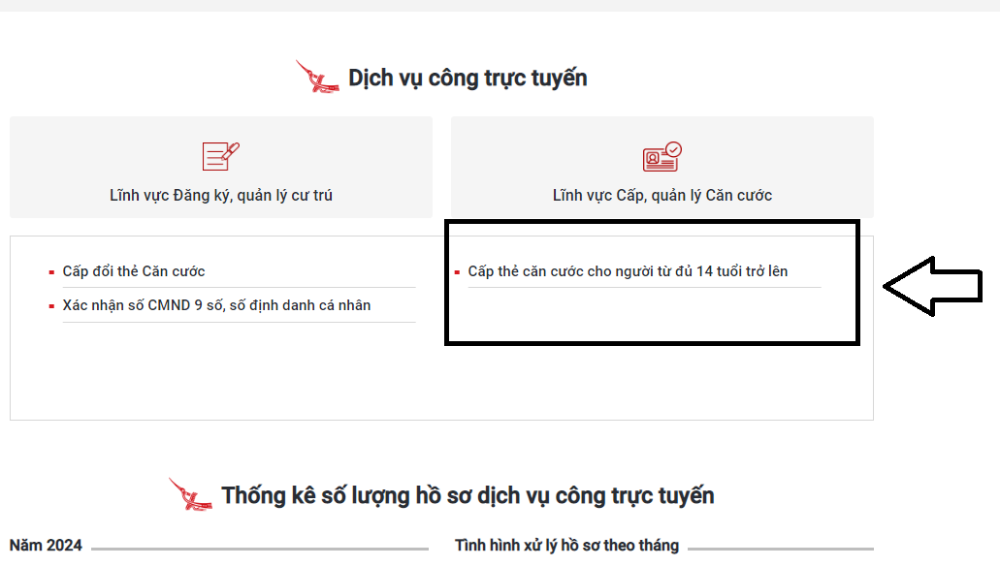 Dịch vụ công trực tuyến
Lĩnh vực Đăng ký, quản lý cư trú
Lĩnh vực Cấp, quản lý Căn cước
Cấp đổi thẻ Căn cước
Xác nhận số CMND 9 số, số định danh cá nhân
Cấp thẻ căn cước cho người từ đủ 14 tuổi trở lên
Thống kê số lượng hồ sơ dịch vụ công trực tuyến
Năm 2024
Tình hình xử lý hồ sơ theo tháng